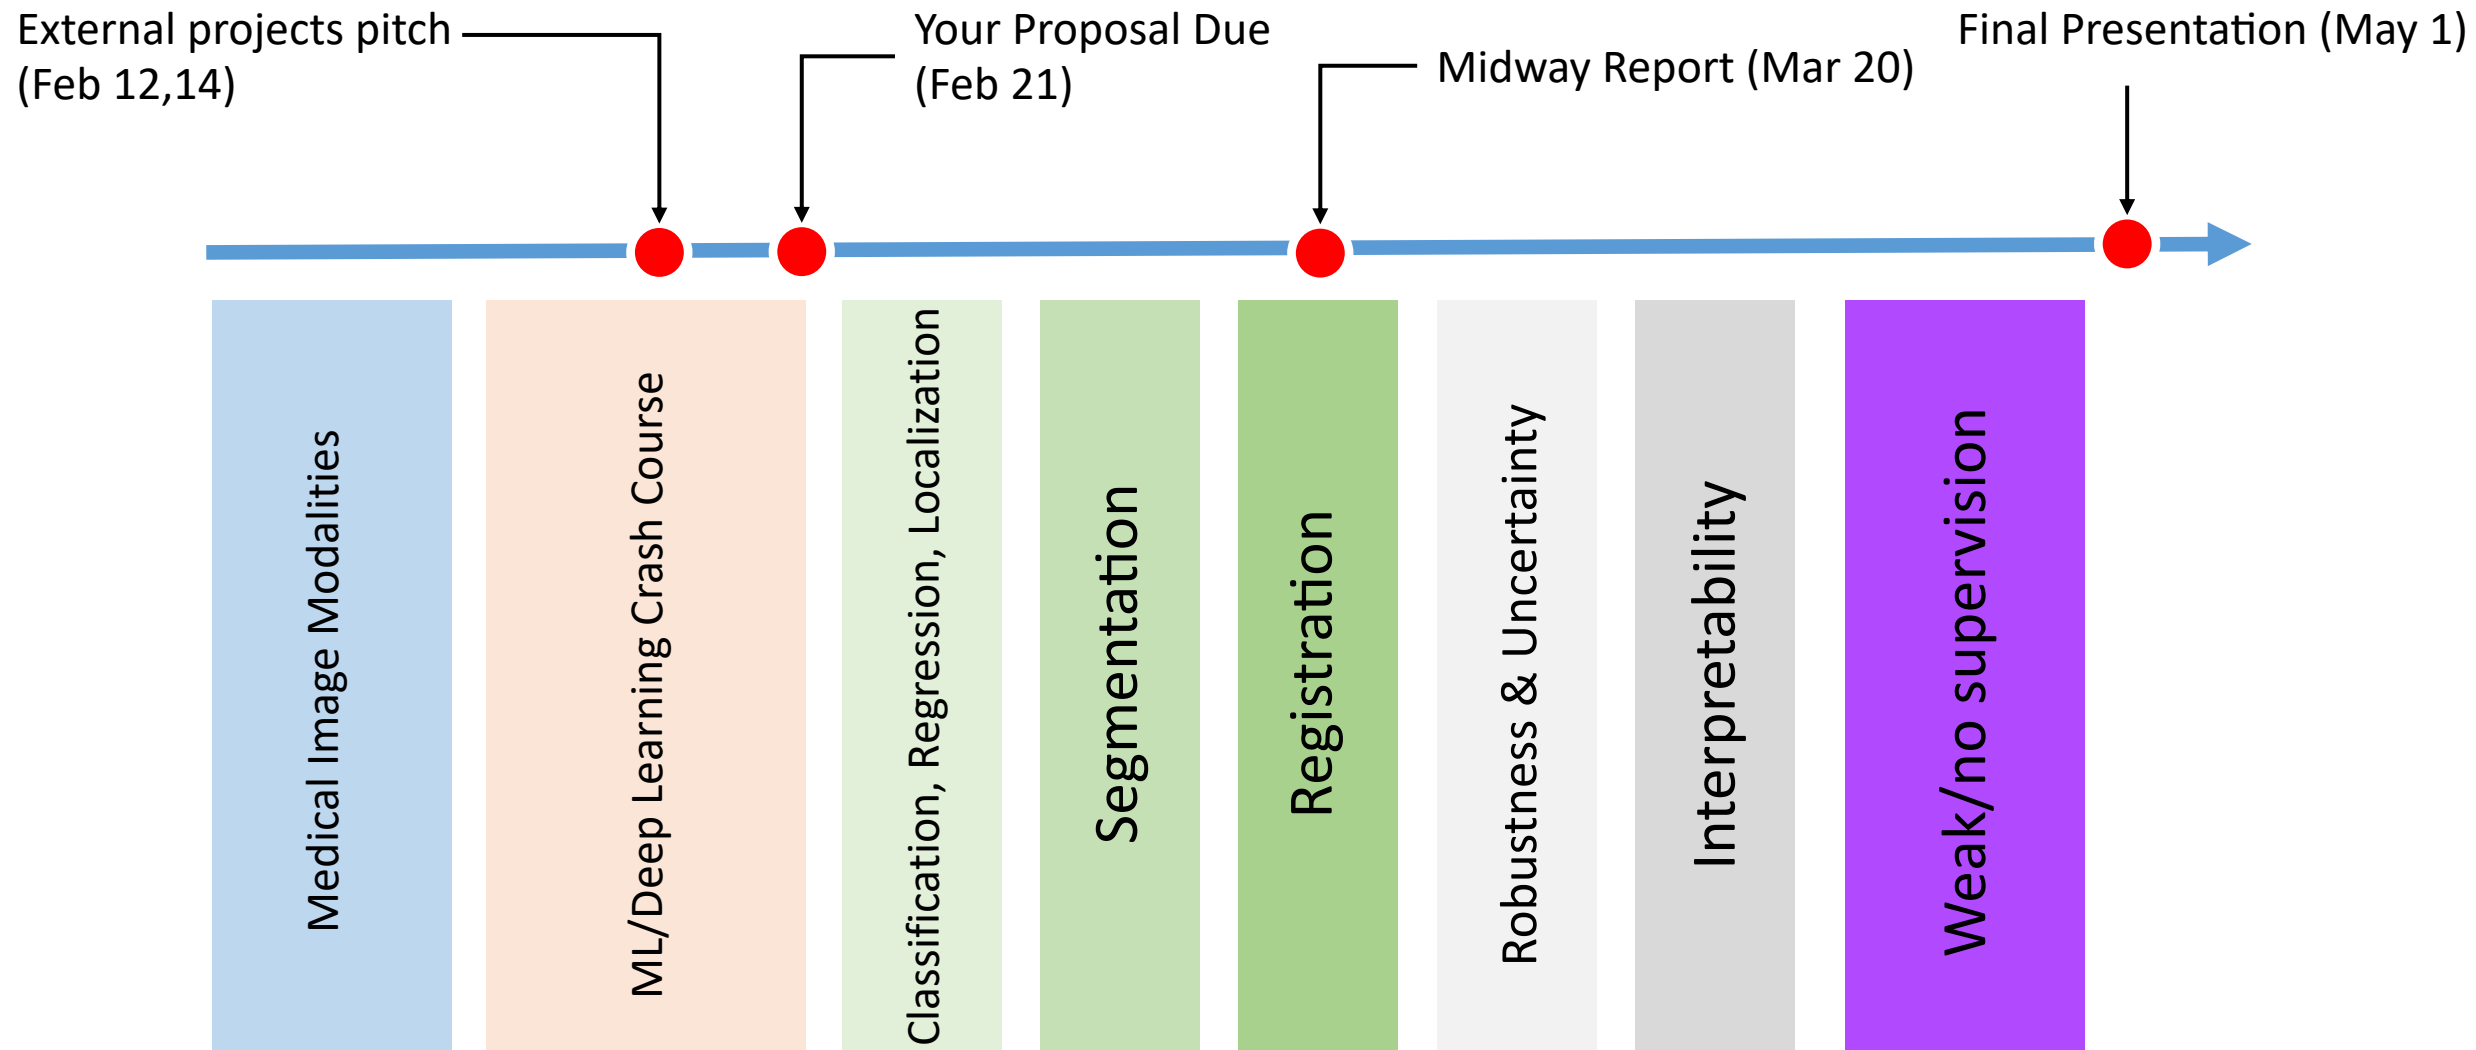 External projects pitch
(Feb 12,14)
Your Proposal Due
(Feb 21)
Midway Report (Mar 20)
Final Presentation (May 1)
Medical Image Modalities
ML/Deep Learning Crash Course
Classification, Regression, Localization
Segmentation
Registration
Robustness & Uncertainty
Interpretability
Weak/no supervision